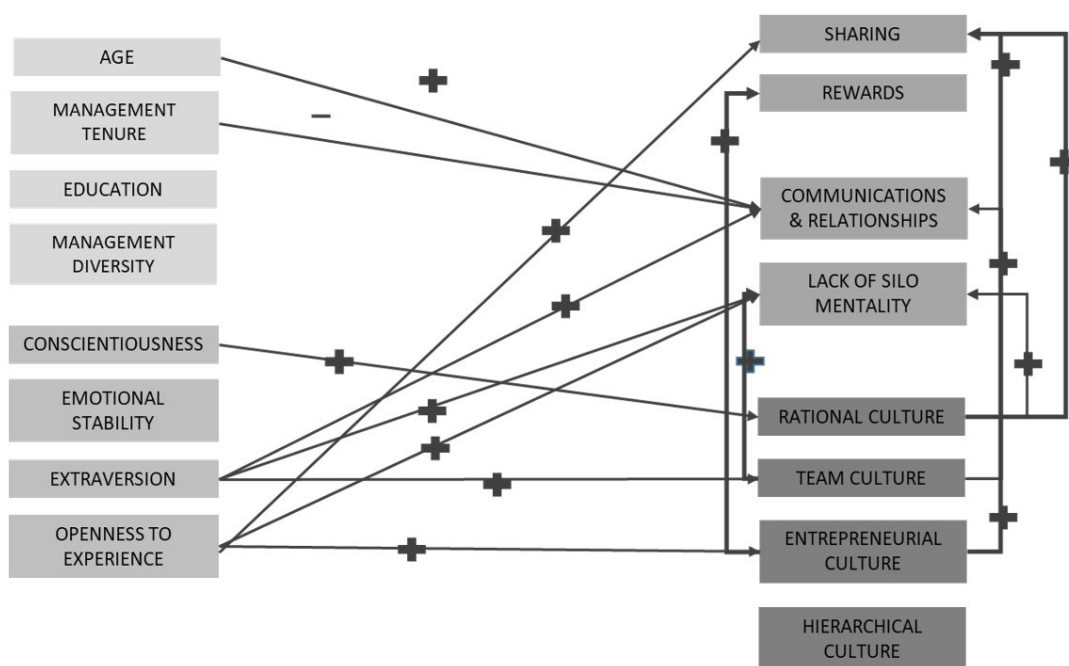 AGE
MANAGEMENT
TENURE
EDUCATION
MANAGEMENT
DIVERSITY
CONSCIENTIOUSNESS
EMOTIONAL
STABILITY
EXTRAVERSION
OPENNESS TO
EXPERIENCE
SHARING
REWARDS
COMMUNICATIONS
& RELATIONSHIPS
LACK OF SILO
MENTALITY
RATIONAL CULTURE
TEAM CULTURE
ENTREPRENEURIAL
CULTURE
HIERARCHICAL
CULTURE